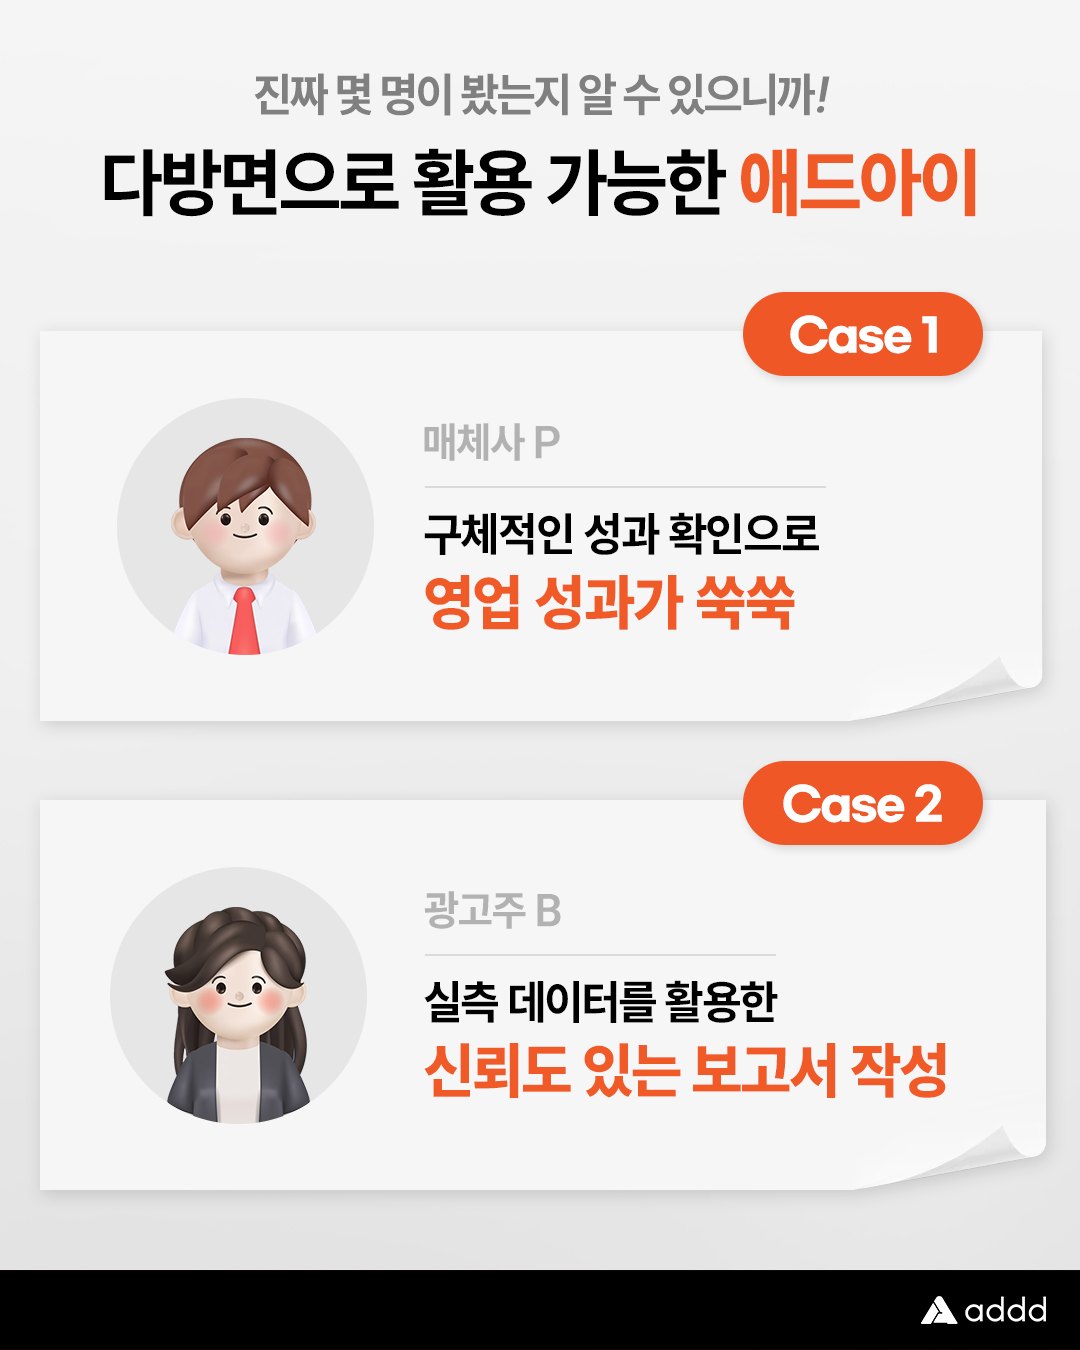 진짜 몇 명이 봤는지 알 수 있으니까!
다방면으로 활용 가능한 애드아이
Case 1
매체사 P
구체적인 성과 확인으로
영업 성과가 쑥쑥
Case 2
광고주 B
실측 데이터를 활용한
신뢰도 있는 보고서 작성
addd